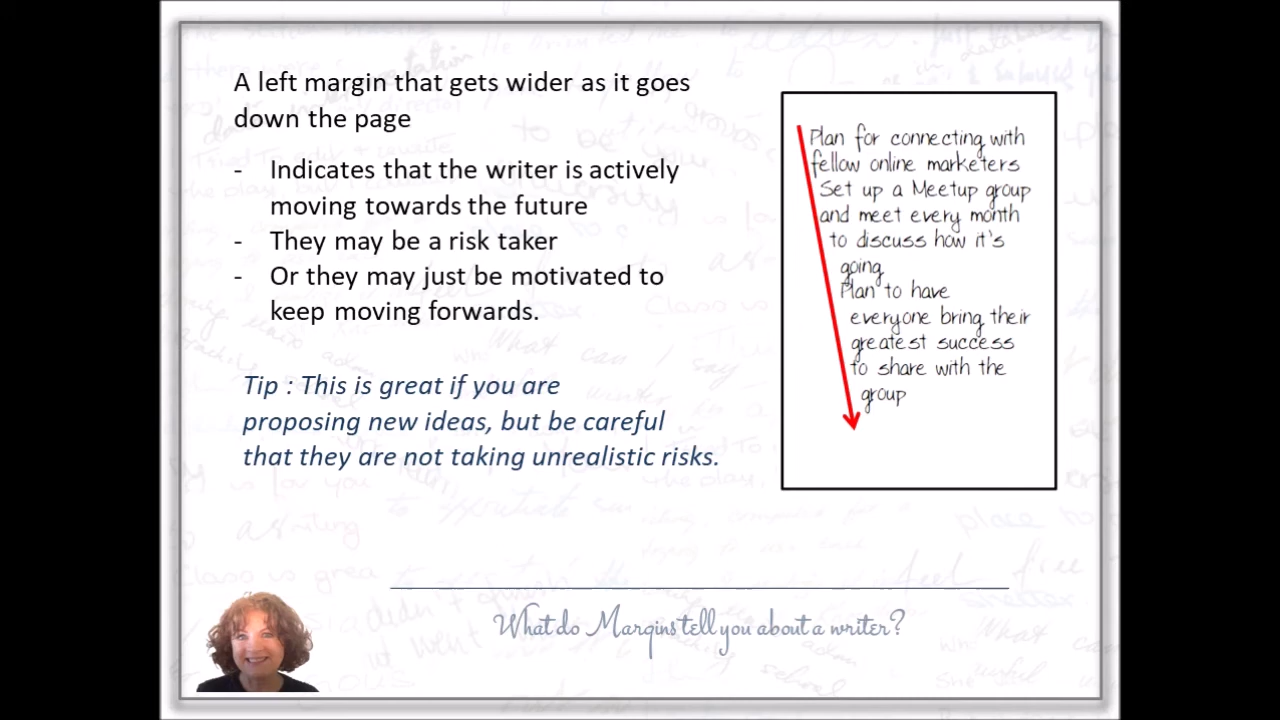 A left margin that gets wider as it goes
down the page
- Indicates that the writer is actively
moving towards the future
- They may be a risk taker
- Or they may just be motivated to
keep moving forwards.
Tip : This is great if you are
proposing new ideas, but be careful
that they are not taking unrealistic risks.
Plan for connecting with
fellow online marketers
Set up a Meetup group
and meet every month
to discuss how it's
going
Plan to have
everyone bring their
greatest success
to share with the
group
What do Margins tell you about a writer?